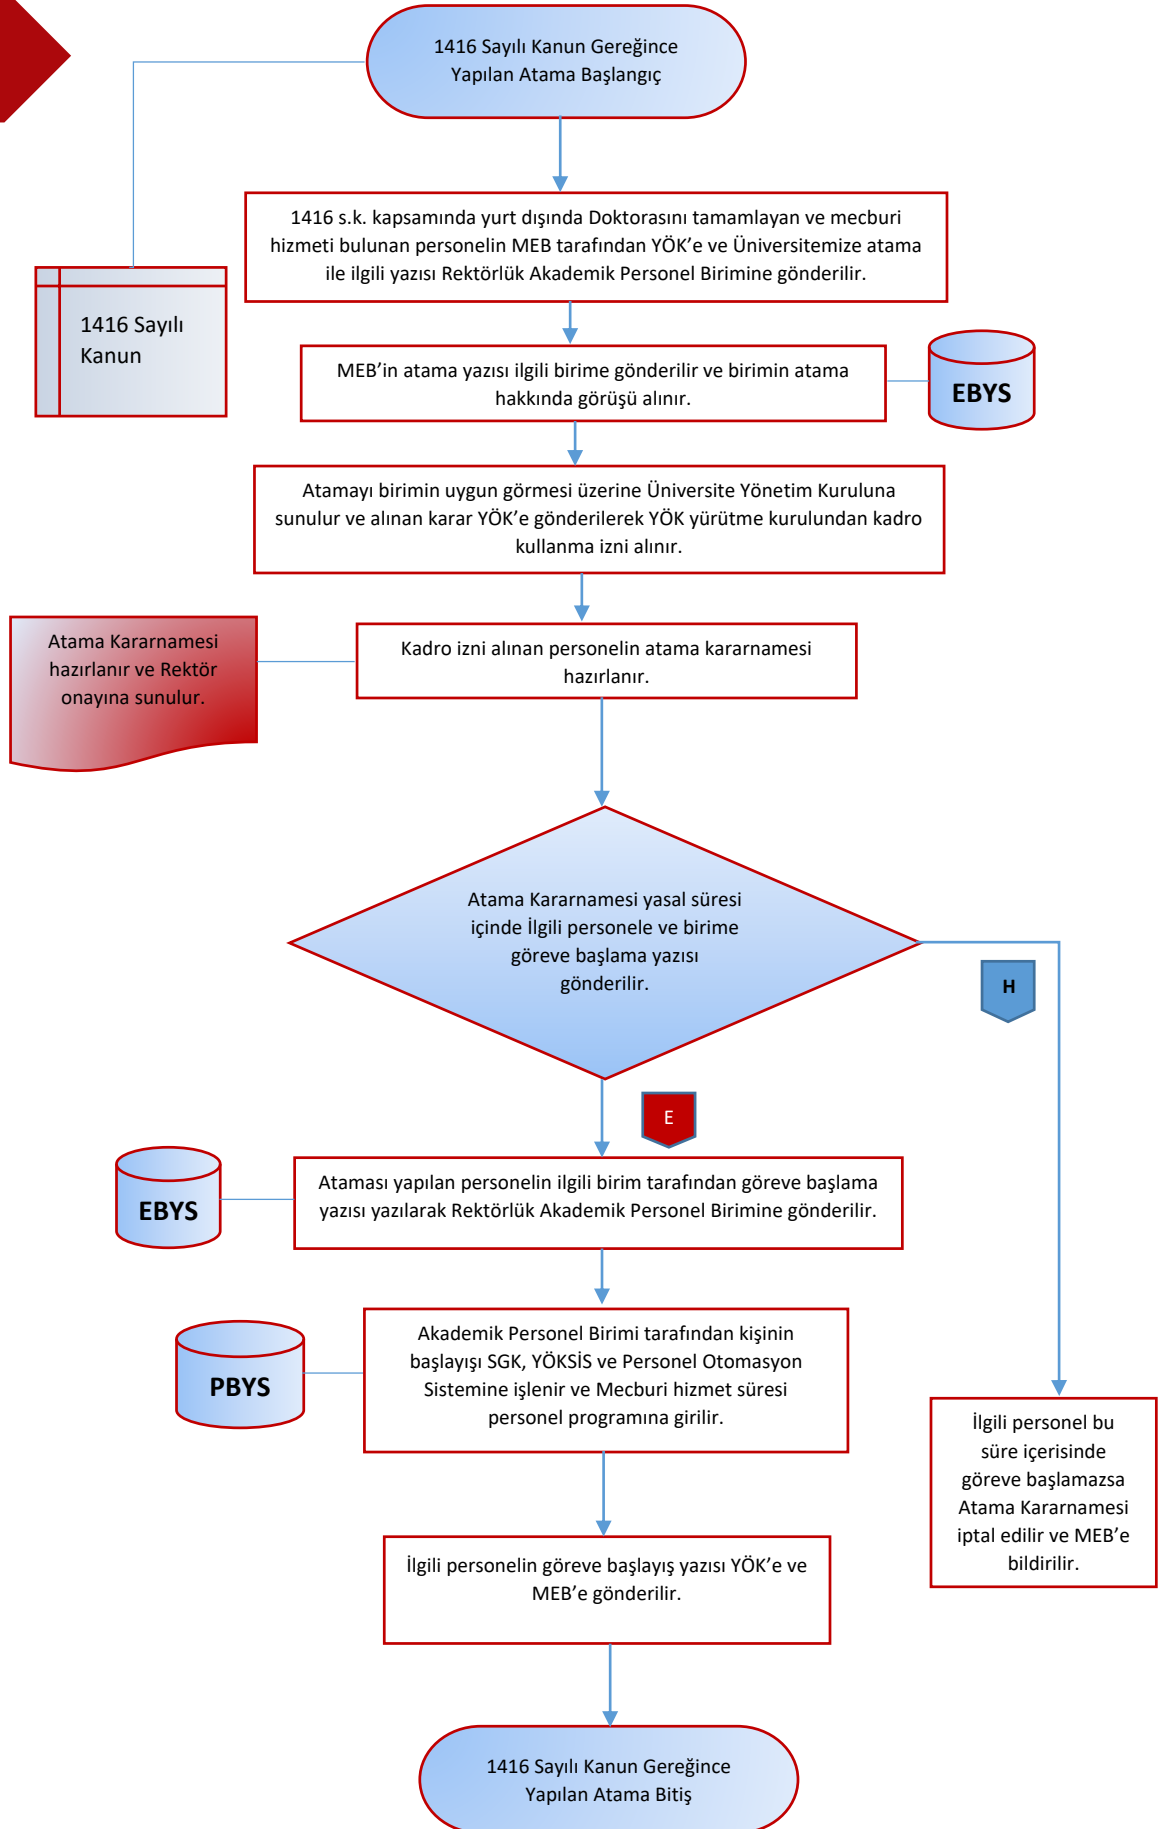 1416 Sayılı Kanun Gereğince
Yapılan Atama Başlangıç
1416 s.k. kapsamında yurt dışında Doktorasını tamamlayan ve mecburi
hizmeti bulunan personelin MEB tarafından YÖK’e ve Üniversitemize atama
ile ilgili yazısı Rektörlük Akademik Personel Birimine gönderilir.
1416 Sayılı
Kanun
MEB’in atama yazısı ilgili birime gönderilir ve birimin atama
hakkında görüşü alınır.
EBYS
Atamayı birimin uygun görmesi üzerine Üniversite Yönetim Kuruluna
sunulur ve alınan karar YÖK’e gönderilerek YÖK yürütme kurulundan kadro
kullanma izni alınır.
Atama Kararnamesi
hazırlanır ve Rektör
onayına sunulur.
Kadro izni alınan personelin atama kararnamesi
hazırlanır.
Atama Kararnamesi yasal süresi
içinde İlgili personele ve birime
göreve başlama yazısı
gönderilir.
H
E
EBYS
Ataması yapılan personelin ilgili birim tarafından göreve başlama
yazısı yazılarak Rektörlük Akademik Personel Birimine gönderilir.
PBYS
Akademik Personel Birimi tarafından kişinin
başlayışı SGK, YÖKSİS ve Personel Otomasyon
Sistemine işlenir ve Mecburi hizmet süresi
personel programına girilir.
İlgili personel bu
süre içerisinde
göreve başlamazsa
Atama Kararnamesi
iptal edilir ve MEB’e
bildirilir.
İlgili personelin göreve başlayış yazısı YÖK’e ve
MEB’e gönderilir.
1416 Sayılı Kanun Gereğince
Yapılan Atama Bitiş